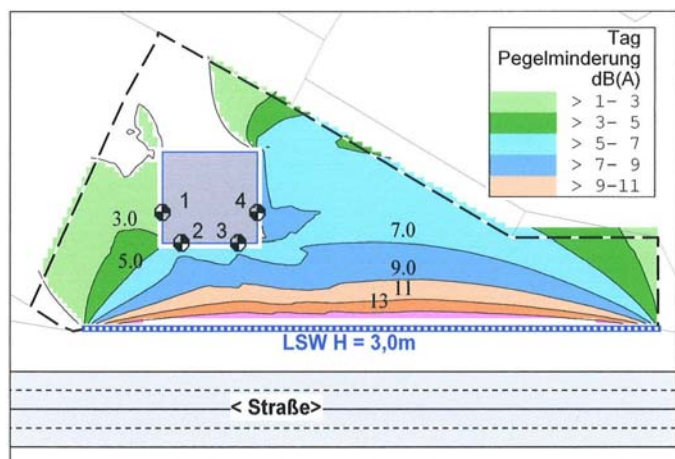 Tag
Pegelminderung
dB(A)
> 1- 3
> 3- 5
> 5- 7
> 7- 9
> 9-11
1
4
3.0
2
3
7.0
5.0
9.0
11
13
LSW H = 3,0m
< Straße>